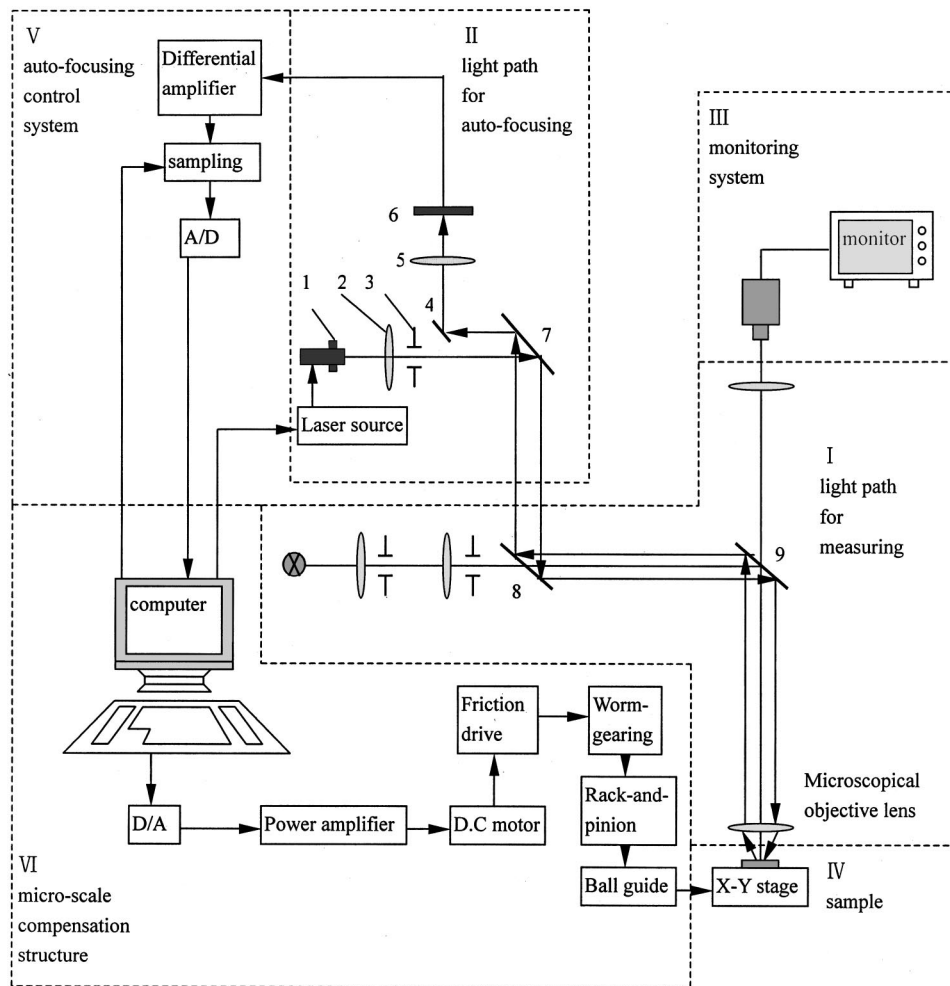 Ⅴ
auto-focusing
control
system
Differential
amplifier
sampling
A/D
Ⅱ
light path
for
auto-focusing
6
5
1
2
3
4
7
Laser source
Ⅲ
monitoring
system
monitor
Ⅰ
light path
for
measuring
9
8
computer
Friction
drive
Worm-
gearing
Rack-and-
pinion
Ball guide
D/A
Power amplifier
D.C motor
Microscopical
objective lens
X-Y stage
Ⅳ
sample
Ⅵ
micro-scale
compensation
structure